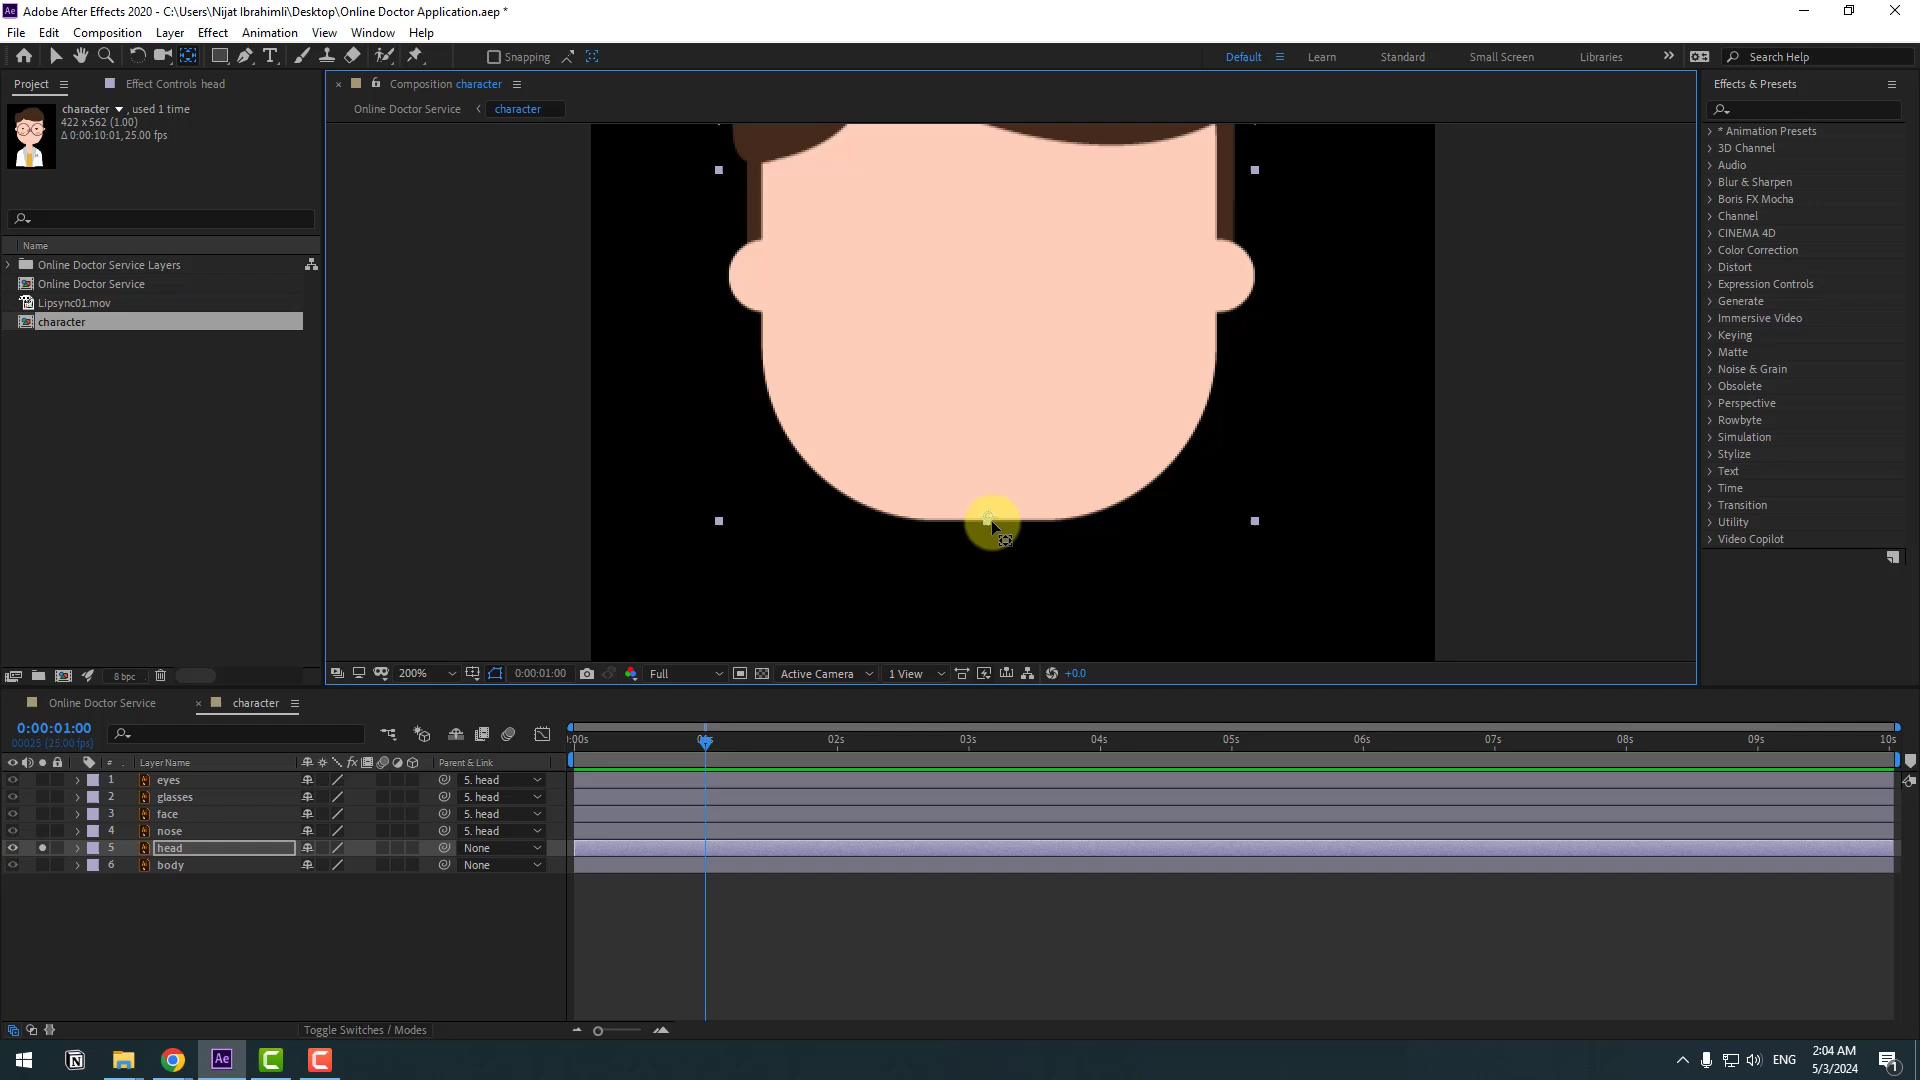 Adobe After Effects 2020 - C:\Users\Nijat Ibrahimli\Desktop\Online Doctor Application.aep *
File Edit Composition Layer Effect Animation View Window Help
Snapping
Default Learn Standard Small Screen Libraries Search Help
Project Effect Controls head
Composition character
Effects & Presets
character, used 1 time
422 x 562 (1.00)
Δ 0:00:10:01, 25.00 fps
Online Doctor Service character
Name
Online Doctor Service Layers
Online Doctor Service
Lipsync01.mov
character
* Animation Presets
3D Channel
Audio
Blur & Sharpen
Boris FX Mocha
Channel
CINEMA 4D
Color Correction
Distort
Expression Controls
Generate
Immersive Video
Keying
Matte
Noise & Grain
Obsolete
Perspective
Rowbyte
Simulation
Stylize
Text
Time
Transition
Utility
Video Copilot
8 bpc
200% 0:00:01:00 Full Active Camera 1 View +0.0
Online Doctor Service character
0:00:01:00
00025 (25.00 fps)
:00s 02s 03s 04s 05s 06s 07s 08s 09s 10s
# Layer Name Parent & Link
1 eyes 5. head
2 glasses 5. head
3 face 5. head
4 nose 5. head
5 head None
6 body None
Toggle Switches / Modes
ENG
2:04 AM
5/3/2024